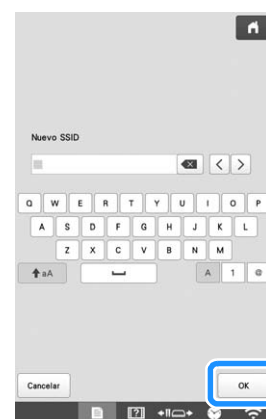 Nuevo SSID
Q W E R T Y U I O P
A S D F G H J K L
Z X C V B N M
aA A 1 @
Cancelar OK
?